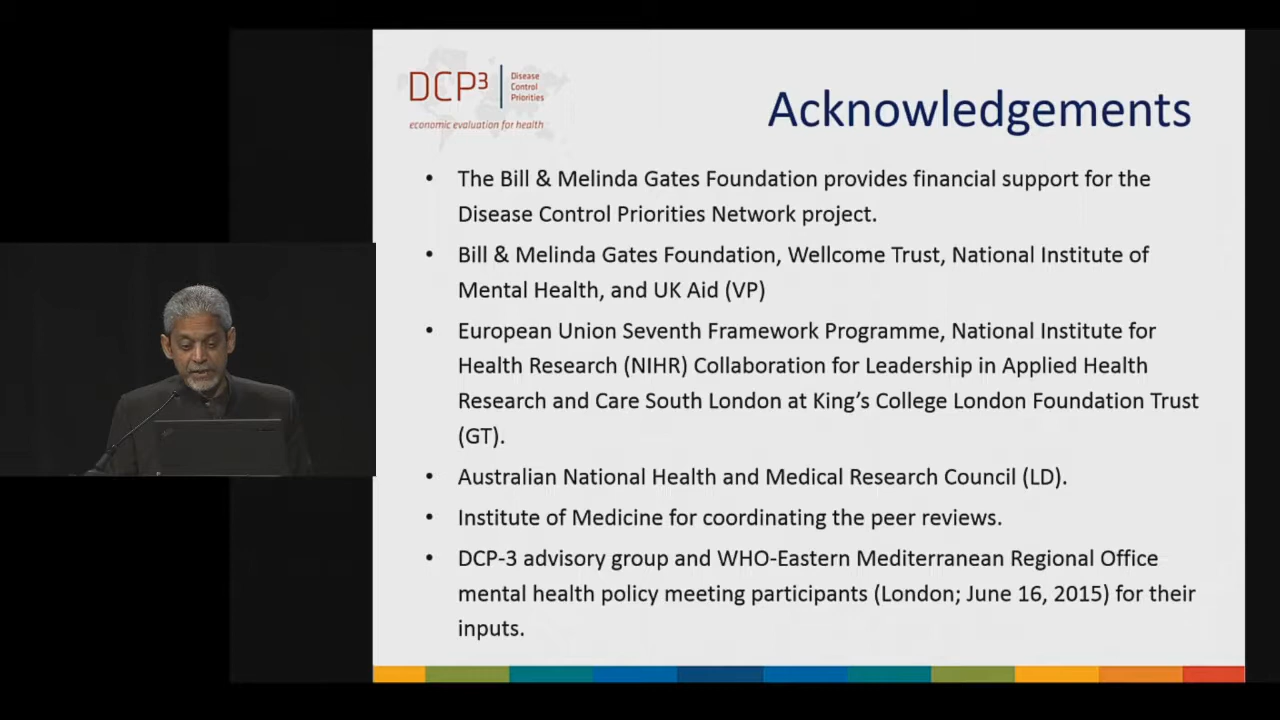 DCP³
Disease
Control
Priorities
economic evaluation for health
Acknowledgements
• The Bill & Melinda Gates Foundation provides financial support for the
Disease Control Priorities Network project.
• Bill & Melinda Gates Foundation, Wellcome Trust, National Institute of
Mental Health, and UK Aid (VP)
• European Union Seventh Framework Programme, National Institute for
Health Research (NIHR) Collaboration for Leadership in Applied Health
Research and Care South London at King’s College London Foundation Trust
(GT).
• Australian National Health and Medical Research Council (LD).
• Institute of Medicine for coordinating the peer reviews.
• DCP-3 advisory group and WHO-Eastern Mediterranean Regional Office
mental health policy meeting participants (London; June 16, 2015) for their
inputs.